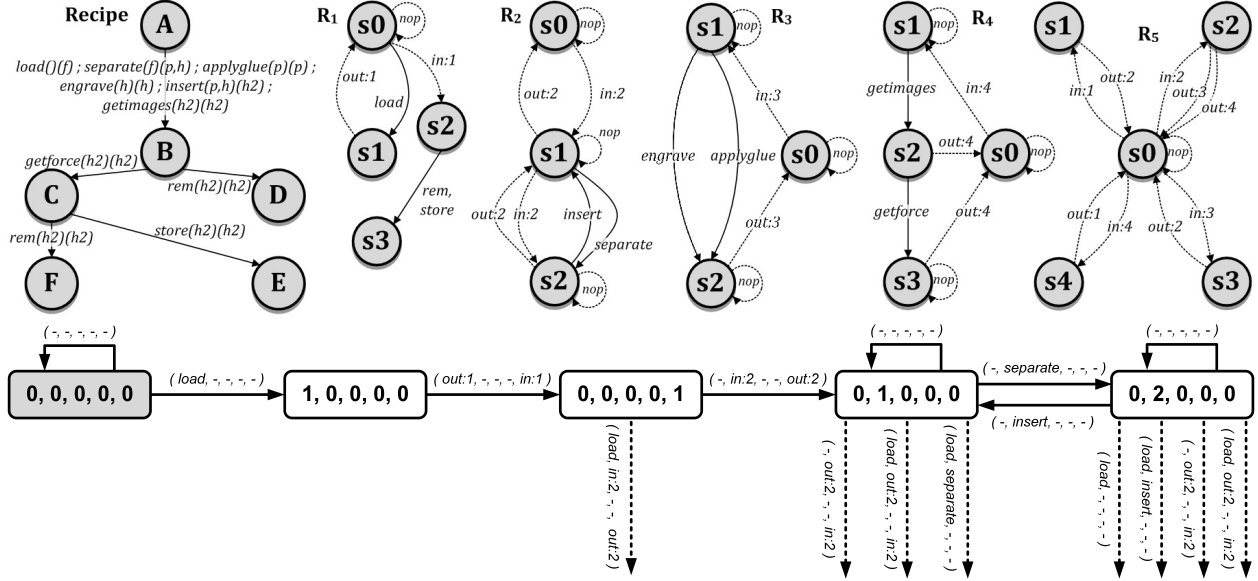 Recipe
A
load()(f) ; separate(f)(p,h) ; applyglue(p)(p) ;
engrave(h)(h) ; insert(p,h)(h2) ;
getimages(h2)(h2)
B
getforce(h2)(h2)
rem(h2)(h2)
C
D
rem(h2)(h2)
store(h2)(h2)
F
E
R1
s0
nop
in:1
out:1
load
s2
s1
rem,
store
s3
R2
s0
nop
out:2
in:2
nop
s1
out:2
in:2
insert
separate
s2
nop
R3
s1
nop
in:3
engrave
applyglue
s0
nop
out:3
s2
nop
R4
s1
nop
getimages
in:4
s2
out:4
s0
nop
getforce
out:4
s3
nop
R5
s1
s2
out:2
in:2
in:1
out:3
out:4
s0
nop
out:1
in:3
in:4
out:2
s4
s3
( -, -, -, -, -)
0, 0, 0, 0, 0
(load, -, -, -, -)
1, 0, 0, 0, 0
(out:1, -, -, -, in:1)
0, 0, 0, 0, 1
(-, in:2, -, -, out:2)
( -, -, -, -, -)
0, 1, 0, 0, 0
( -, separate, -, -, -)
( -, insert, -, -, -)
( -, -, -, -, -)
0, 2, 0, 0, 0
( load, in:2, -, -, out:2)
( -, out:2, -, -, in:2)
( load, out:2, -, -, in:2)
( load, separate, -, -, -)
( load, -, -, -, -)
( load, insert, -, -, -)
( -, out:2, -, -, in:2)
( load, out:2, -, -, in:2)